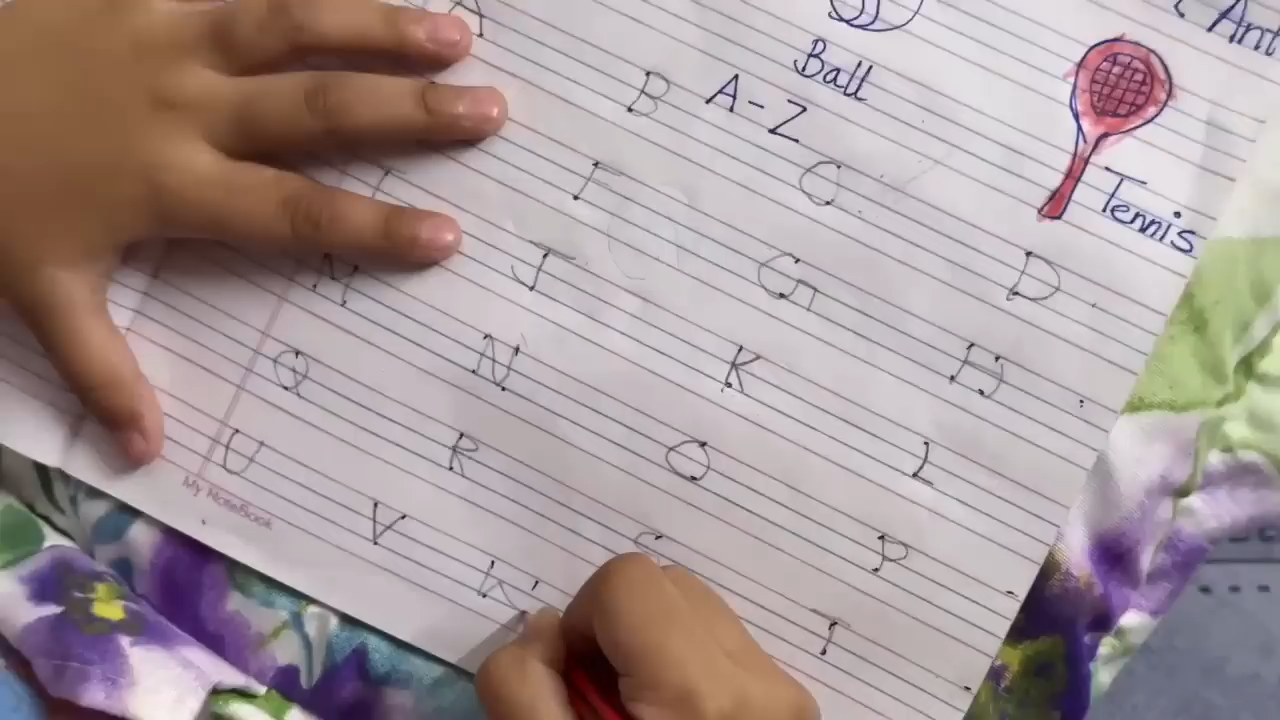 Ant
Ball
Tennis
A-Z
A B C D
F G H
J K L
M N O P
Q R S T
U V W
My NoteBook